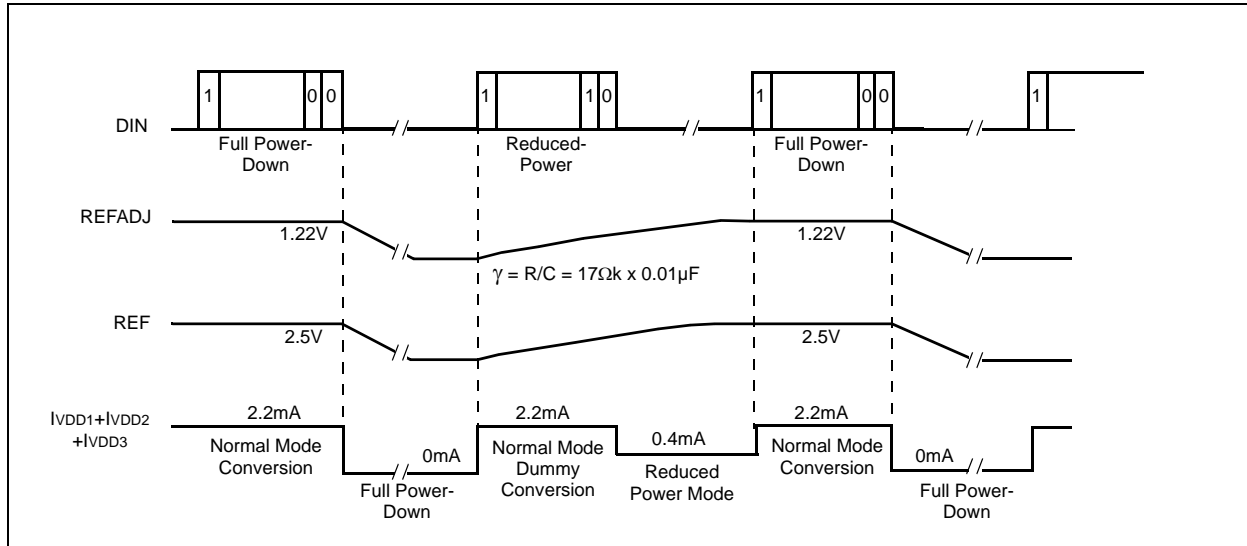 1 0 0 1 1 0 1 0 0 1
DIN
Full Power-
Down
Reduced-
Power
Full Power-
Down
REFADJ
1.22V
1.22V
γ = R/C = 17Ωk x 0.01µF
REF
2.5V
2.5V
IVDD1+IVDD2
+IVDD3
2.2mA
Normal Mode
Conversion
0mA
Full Power-
Down
2.2mA
Normal Mode
Dummy
Conversion
0.4mA
Reduced
Power Mode
2.2mA
Normal Mode
Conversion
0mA
Full Power-
Down